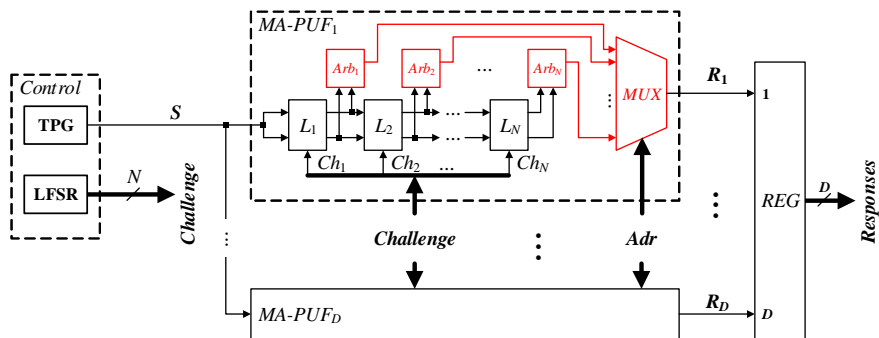 MA-PUF1
Control
TPG
S
LFSR
N
Challenge
Arb1
Arb2
...
ArbN
MUX
L1
L2
...
...
LN
Ch1
Ch2
...
ChN
R1
1
Challenge
Adr
REG
D
Responses
MA-PUFD
RD
D